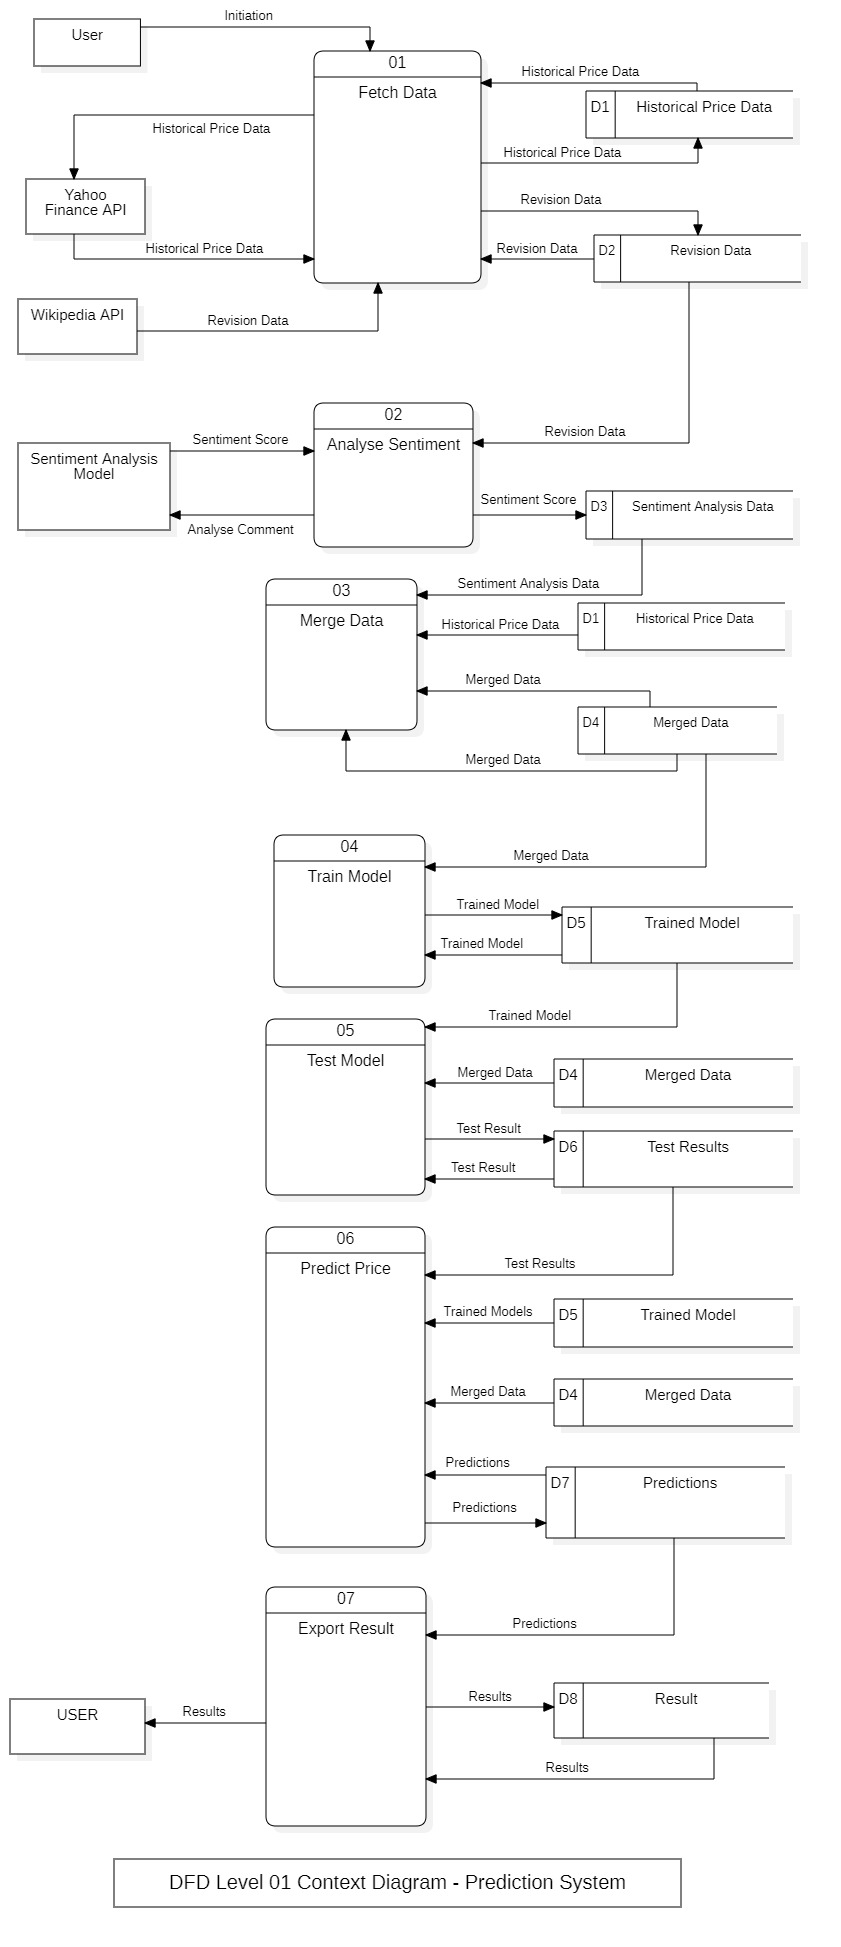 Initiation
User
01
Fetch Data
Historical Price Data
D1
Historical Price Data
Historical Price Data
Historical Price Data
Yahoo
Finance API
Revision Data
Historical Price Data
Revision Data
D2
Revision Data
Wikipedia API
Revision Data
02
Analyse Sentiment
Revision Data
Sentiment Score
Sentiment Analysis
Model
Analyse Comment
Sentiment Score
D3
Sentiment Analysis Data
03
Merge Data
Sentiment Analysis Data
Historical Price Data
D1
Historical Price Data
Merged Data
D4
Merged Data
Merged Data
04
Train Model
Merged Data
Trained Model
D5
Trained Model
Trained Model
Trained Model
05
Test Model
Merged Data
D4
Merged Data
Test Result
D6
Test Results
Test Result
06
Predict Price
Test Results
Trained Models
D5
Trained Model
Merged Data
D4
Merged Data
Predictions
D7
Predictions
Predictions
07
Export Result
Predictions
Results
USER
Results
D8
Result
Results
DFD Level 01 Context Diagram - Prediction System